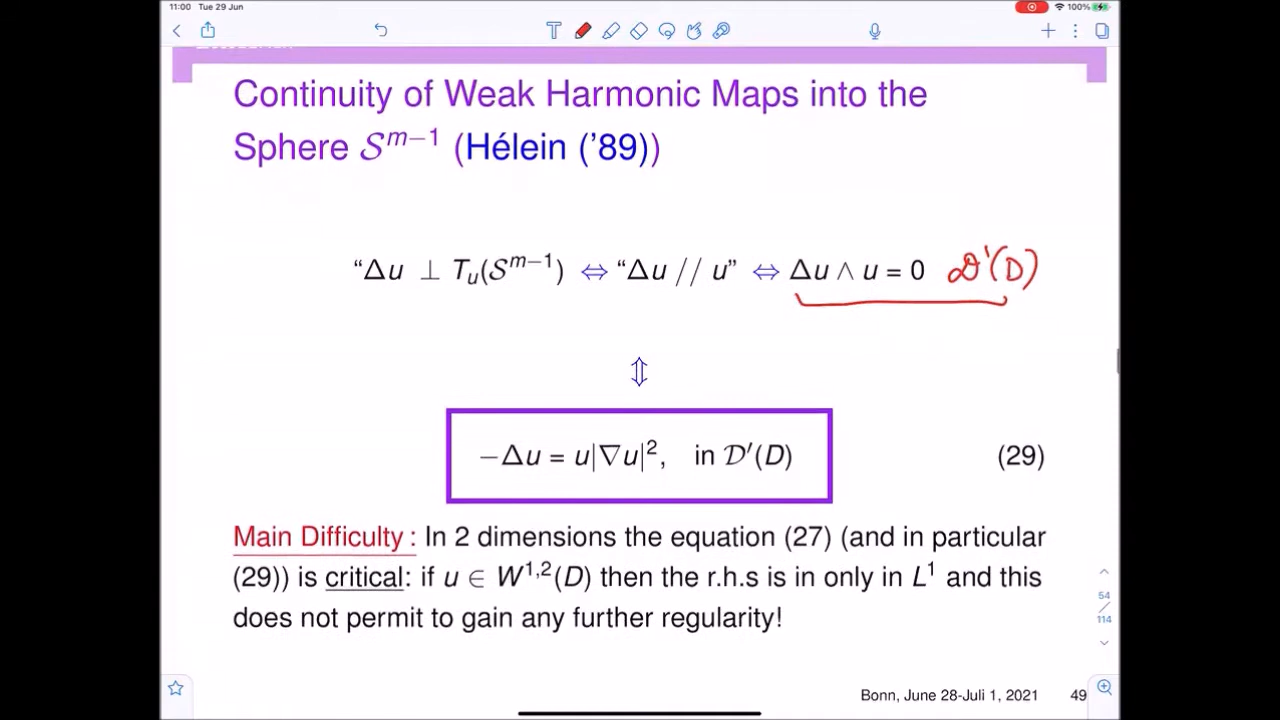 11:00 Tue 29 Jun
100%
Continuity of Weak Harmonic Maps into the
Sphere 𝒮^{m−1} (Hélein ('89))
“Δu ⊥ T_u(𝒮^{m−1}) ⇔ “Δu // u” ⇔ Δu ∧ u = 0 𝒟'(D)
⇕
−Δu = u|∇u|², in 𝒟′(D) (29)
Main Difficulty : In 2 dimensions the equation (27) (and in particular
(29)) is critical: if u ∈ W^{1,2}(D) then the r.h.s is in only in L¹ and this
does not permit to gain any further regularity!
54
/
114
Bonn, June 28-Juli 1, 2021 49